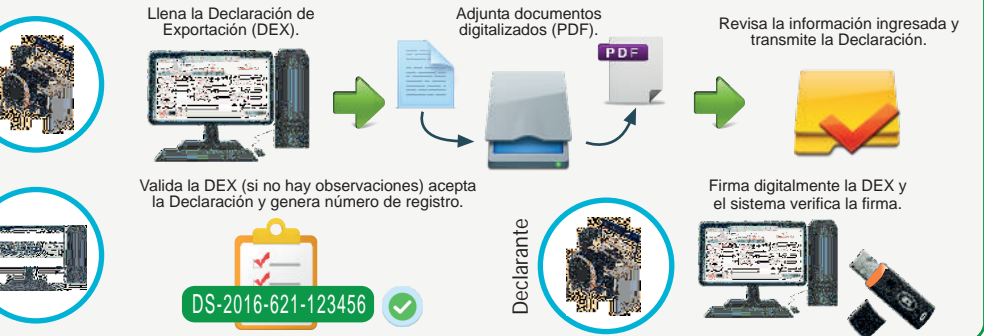 Llena la Declaración de
Exportación (DEX).
Adjunta documentos
digitalizados (PDF).
PDF
Revisa la información ingresada y
transmite la Declaración.
Valida la DEX (si no hay observaciones) acepta
la Declaración y genera número de registro.
DS-2016-621-123456
Declarante
Firma digitalmente la DEX y
el sistema verifica la firma.